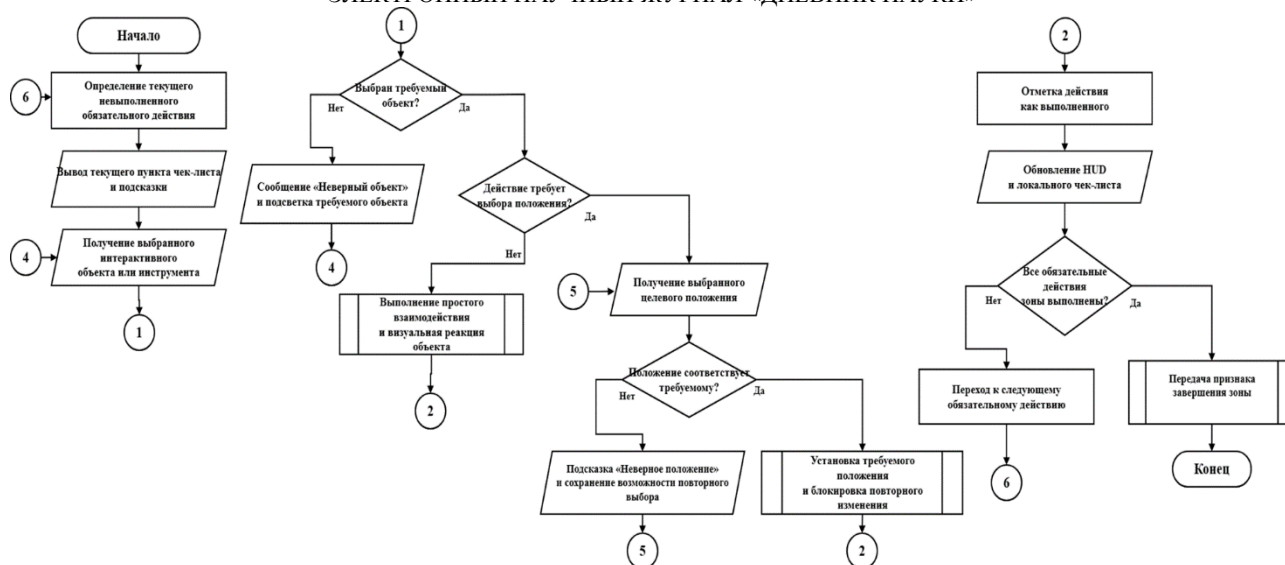 ЭЛЕКТРОННЫЙ НАУЧНЫЙ ЖУРНАЛ «ДНЕВНИК НАУКИ»
Начало
6
Определение текущего
невыполненного
обязательного действия
Вывод текущего пункта чек-листа
и подсказки
4
Получение выбранного
интерактивного
объекта или инструмента
1
1
Выбран требуемый
объект?
Нет
Да
Сообщение «Неверный объект»
и подсветка требуемого объекта
4
Действие требует
выбора положения?
Да
Нет
Выполнение простого
взаимодействия
и визуальная реакция
объекта
2
5
Получение выбранного
целевого положения
Положение соответствует
требуемому?
Нет
Да
Подсказка «Неверное положение»
и сохранение возможности повторного
выбора
5
Установка требуемого
положения
и блокировка повторного
изменения
2
2
Отметка действия
как выполненного
Обновление HUD
и локального чек-листа
Все обязательные
действия
зоны выполнены?
Нет
Да
Переход к следующему
обязательному действию
6
Передача признака
завершения зоны
Конец